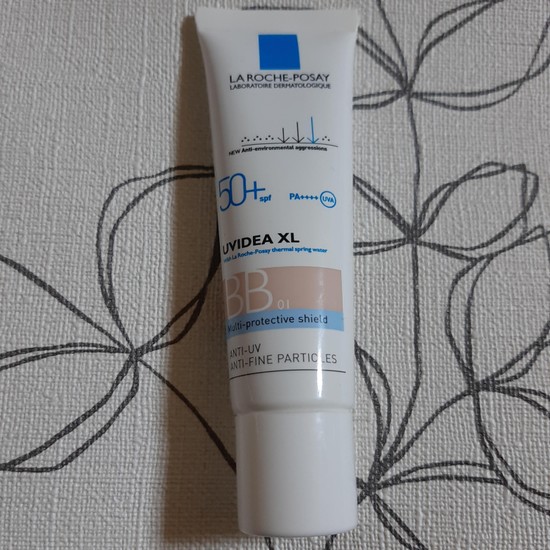 LA ROCHE-POSAY
LABORATOIRE DERMATOLOGIQUE
NEW Anti-environmental aggressions
50+ spf PA++++ UVA
UVIDEA XL
La Roche-Posay thermal spring water
BB 01
Multi-protective shield
ANTI-UV
ANTI-FINE PARTICLES